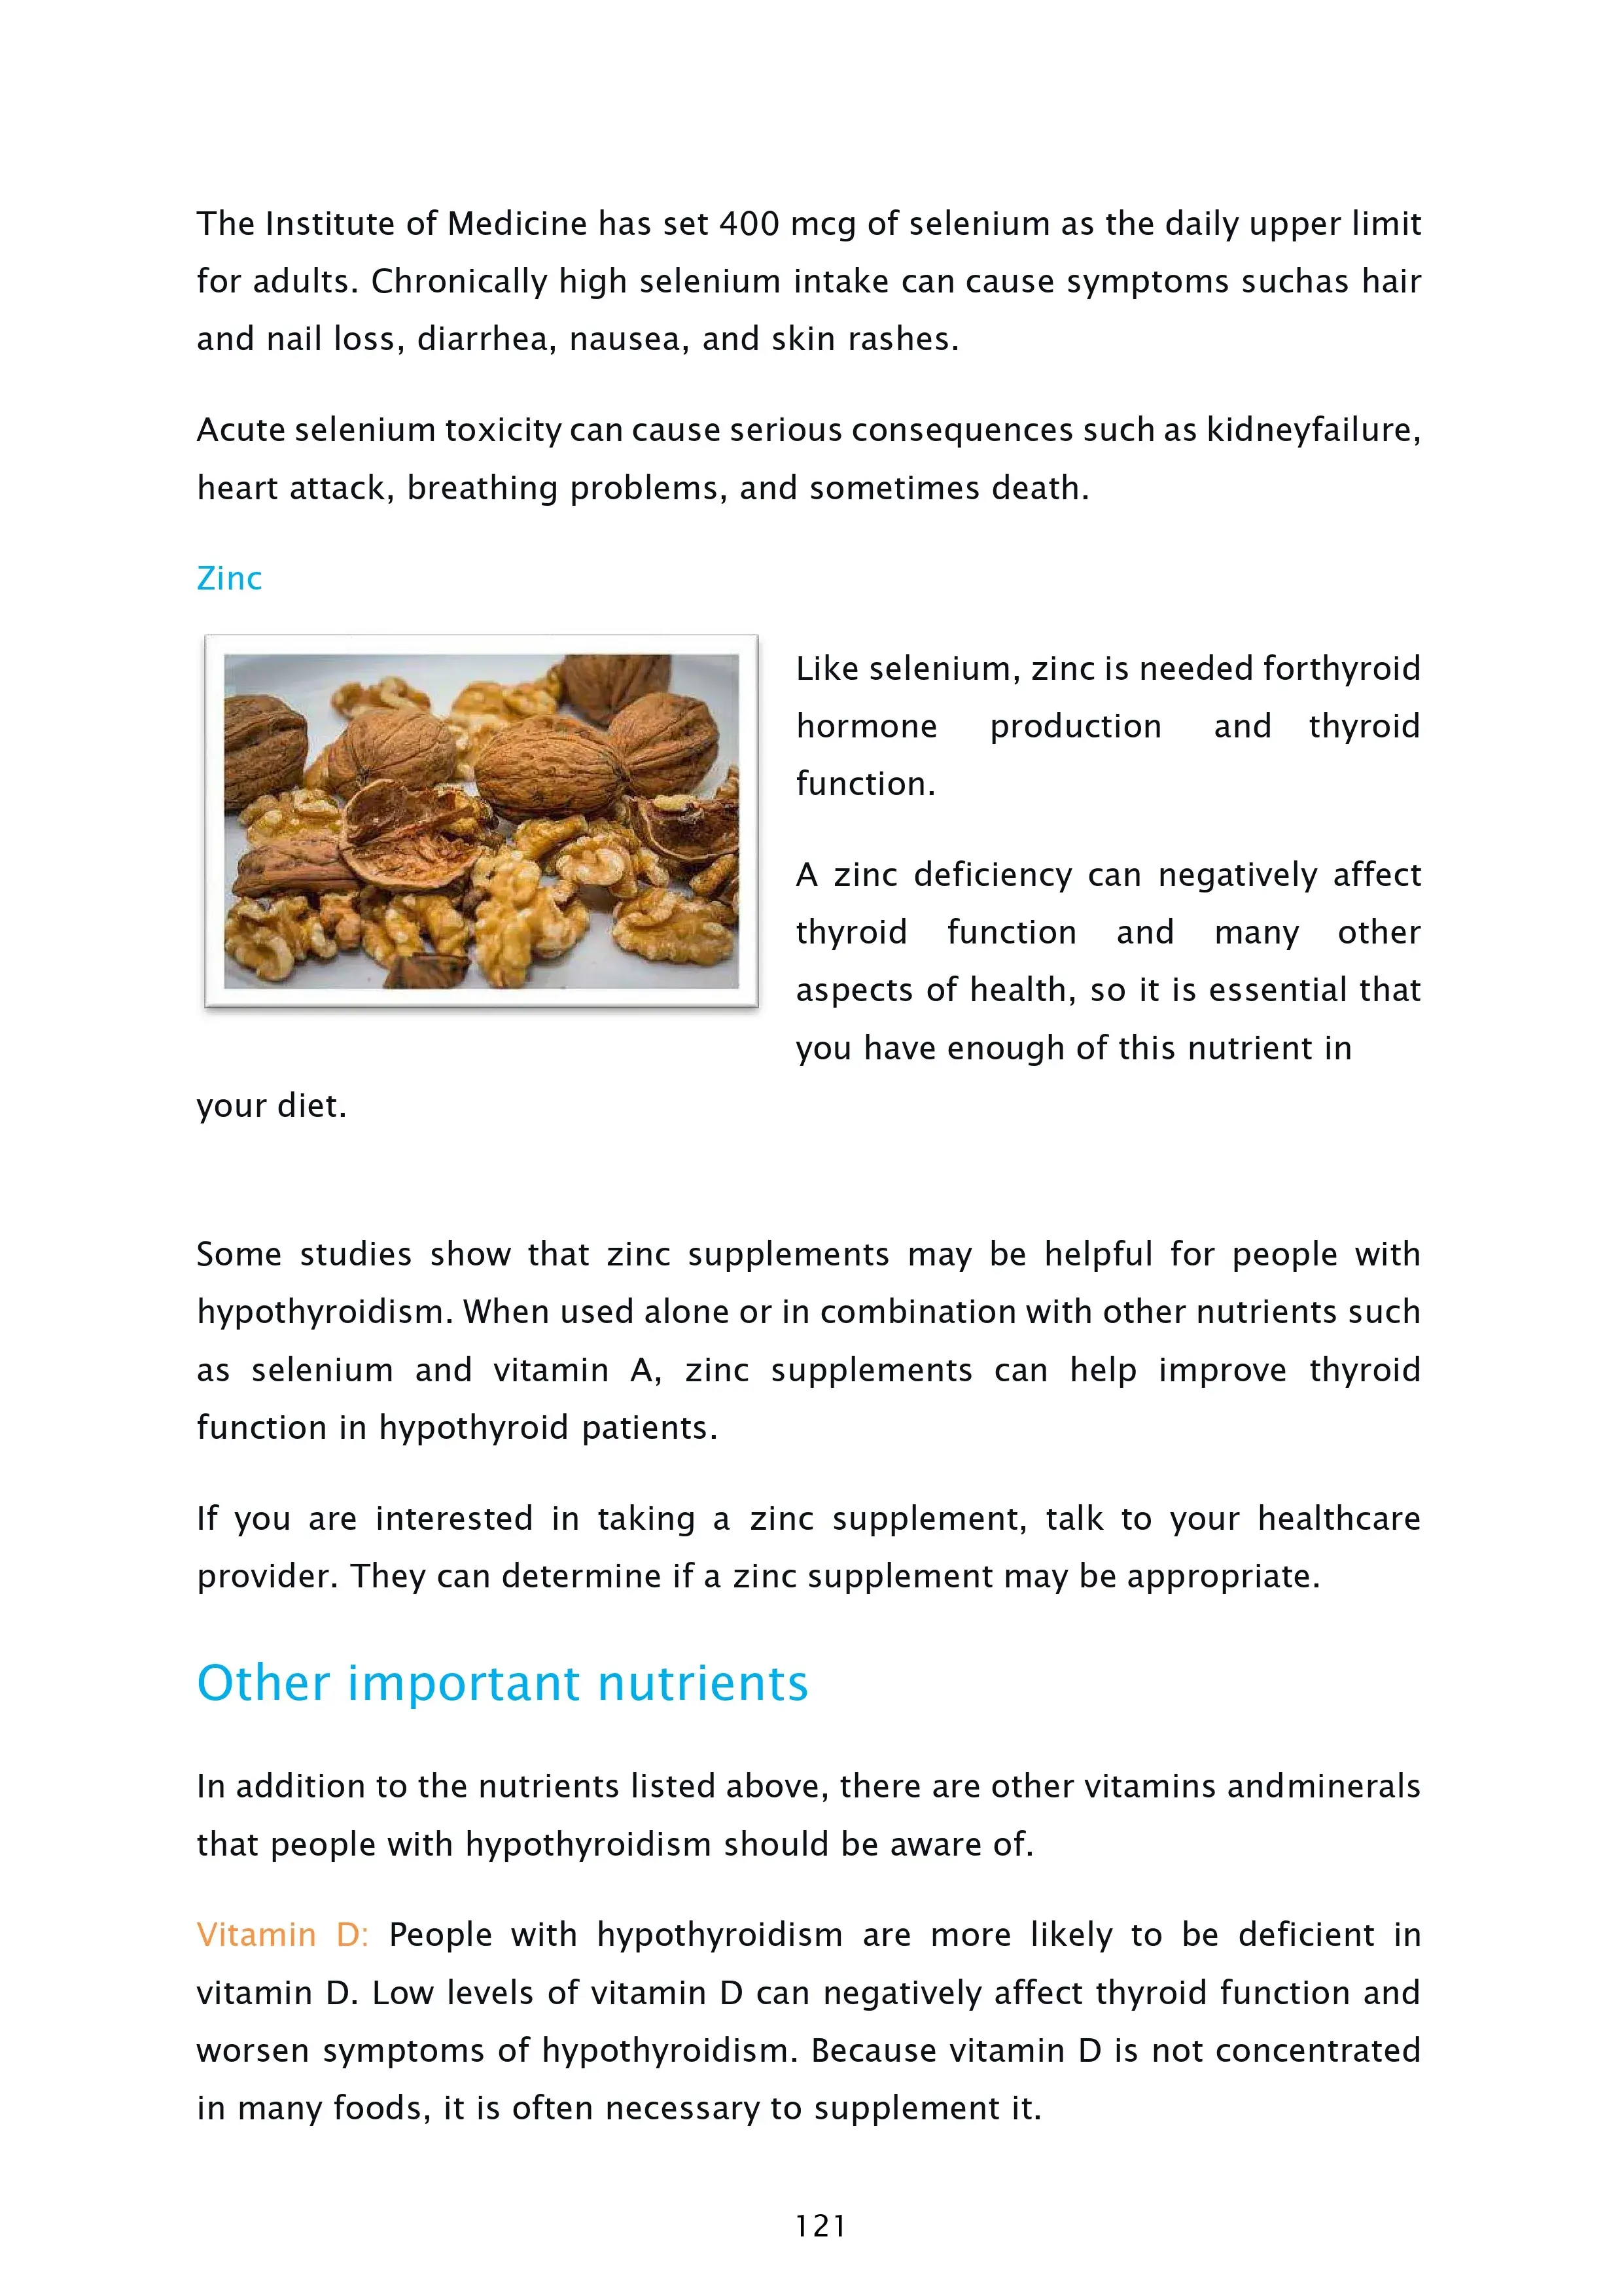 The Institute of Medicine has set 400 mcg of selenium as the daily upper limit
for adults. Chronically high selenium intake can cause symptoms suchas hair
and nail loss, diarrhea, nausea, and skin rashes.
Acute selenium toxicity can cause serious consequences such as kidneyfailure,
heart attack, breathing problems, and sometimes death.
Zinc
Like selenium, zinc is needed forthyroid
hormone production and thyroid
function.
A zinc deficiency can negatively affect
thyroid function and many other
aspects of health, so it is essential that
you have enough of this nutrient in
your diet.
Some studies show that zinc supplements may be helpful for people with
hypothyroidism. When used alone or in combination with other nutrients such
as selenium and vitamin A, zinc supplements can help improve thyroid
function in hypothyroid patients.
If you are interested in taking a zinc supplement, talk to your healthcare
provider. They can determine if a zinc supplement may be appropriate.
Other important nutrients
In addition to the nutrients listed above, there are other vitamins andminerals
that people with hypothyroidism should be aware of.
Vitamin D: People with hypothyroidism are more likely to be deficient in
vitamin D. Low levels of vitamin D can negatively affect thyroid function and
worsen symptoms of hypothyroidism. Because vitamin D is not concentrated
in many foods, it is often necessary to supplement it.
121